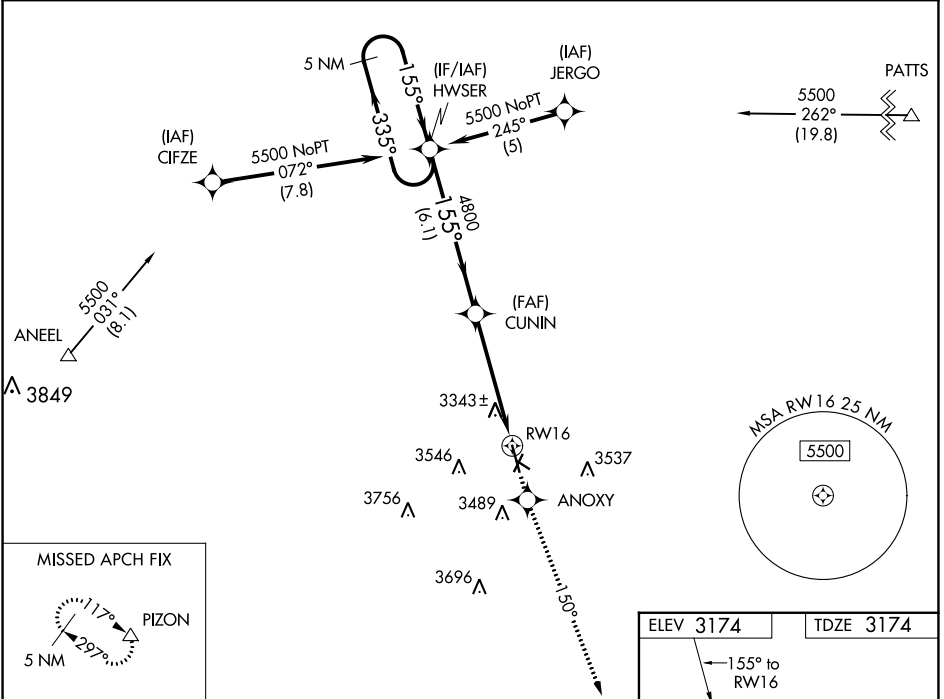 5 NM
155°
335°
(IF/IAF)
HWSER
(IAF)
JERGO
5500 NoPT
245°
(5)
PATTS
5500
262°
(19.8)
(IAF)
CIFZE
5500 NoPT
072°
(7.8)
4800
155°
(6.1)
5500
031°
(8.1)
ANEEL
3849
(FAF)
CUNIN
3343±
RW16
3546
3537
3756
3489
ANOXY
3696
150°
MSA RW16 25 NM
5500
MISSED APCH FIX
117°
297°
PIZON
5 NM
ELEV 3174
TDZE 3174
155° to
RW16